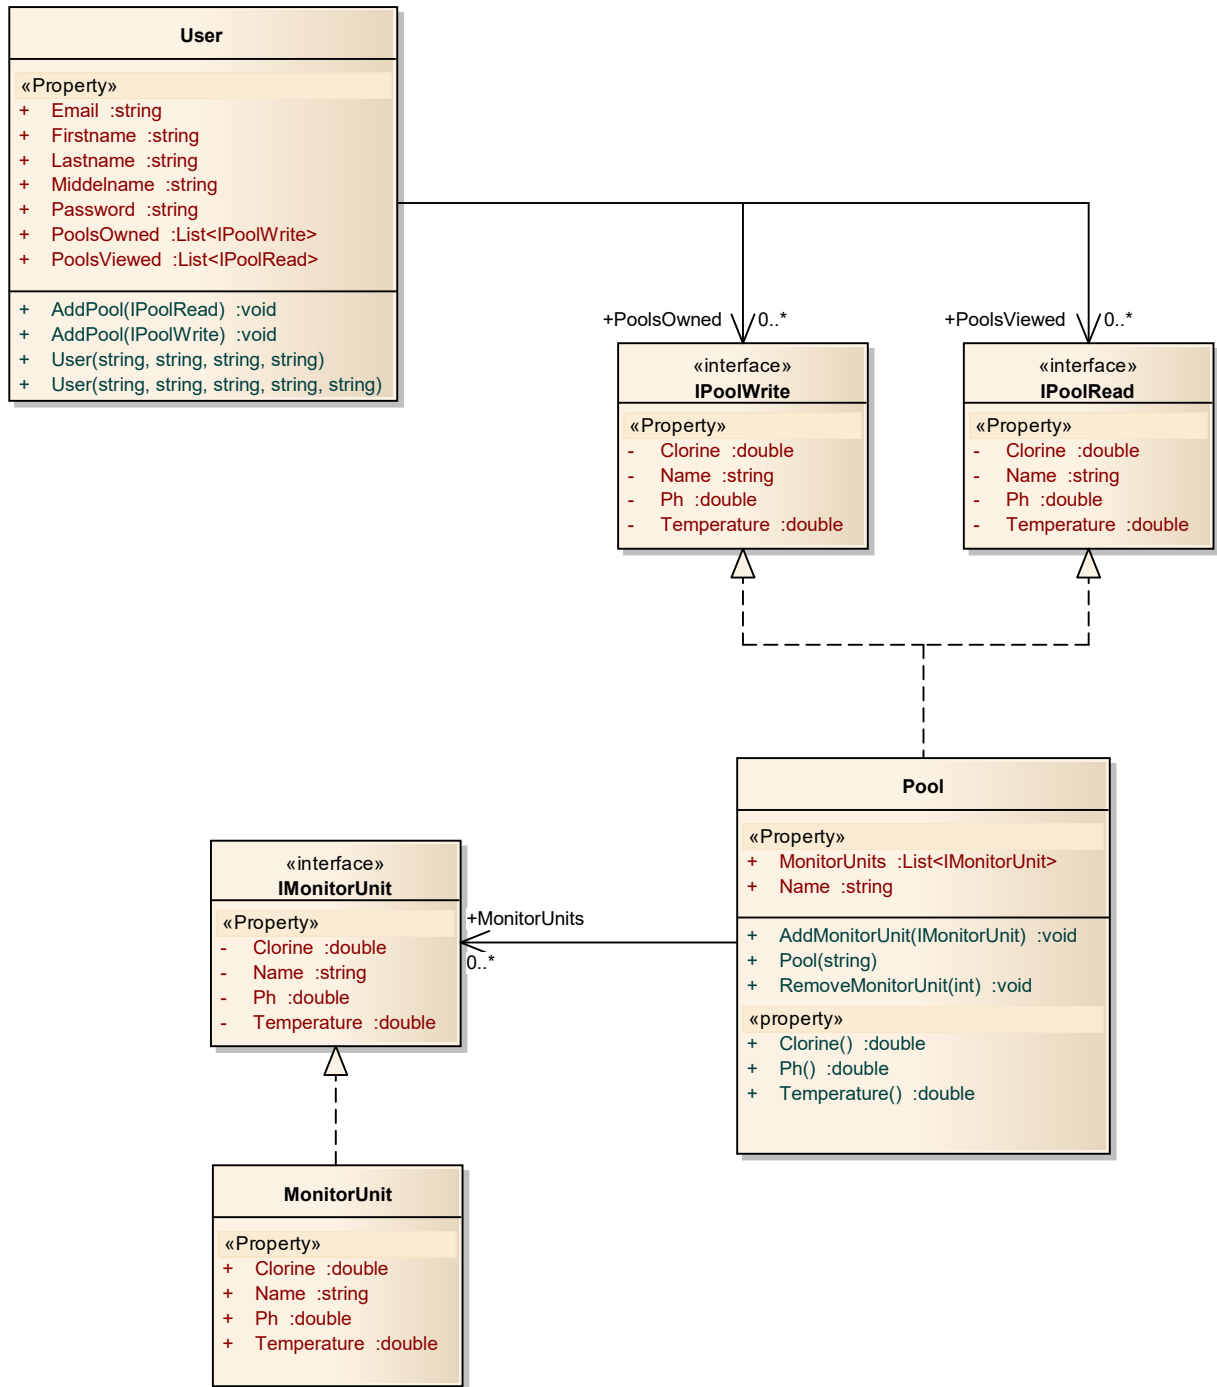 User
«Property»
+ Email :string
+ Firstname :string
+ Lastname :string
+ Middelname :string
+ Password :string
+ PoolsOwned :List<IPoolWrite>
+ PoolsViewed :List<IPoolRead>
+ AddPool(IPoolRead) :void
+ AddPool(IPoolWrite) :void
+ User(string, string, string, string)
+ User(string, string, string, string, string)
+PoolsOwned 0..*
+PoolsViewed 0..*
«interface»
IPoolWrite
«Property»
- Clorine :double
- Name :string
- Ph :double
- Temperature :double
«interface»
IPoolRead
«Property»
- Clorine :double
- Name :string
- Ph :double
- Temperature :double
Pool
«Property»
+ MonitorUnits :List<IMonitorUnit>
+ Name :string
+ AddMonitorUnit(IMonitorUnit) :void
+ Pool(string)
+ RemoveMonitorUnit(int) :void
«property»
+ Clorine() :double
+ Ph() :double
+ Temperature() :double
+MonitorUnits
0..*
«interface»
IMonitorUnit
«Property»
- Clorine :double
- Name :string
- Ph :double
- Temperature :double
MonitorUnit
«Property»
+ Clorine :double
+ Name :string
+ Ph :double
+ Temperature :double